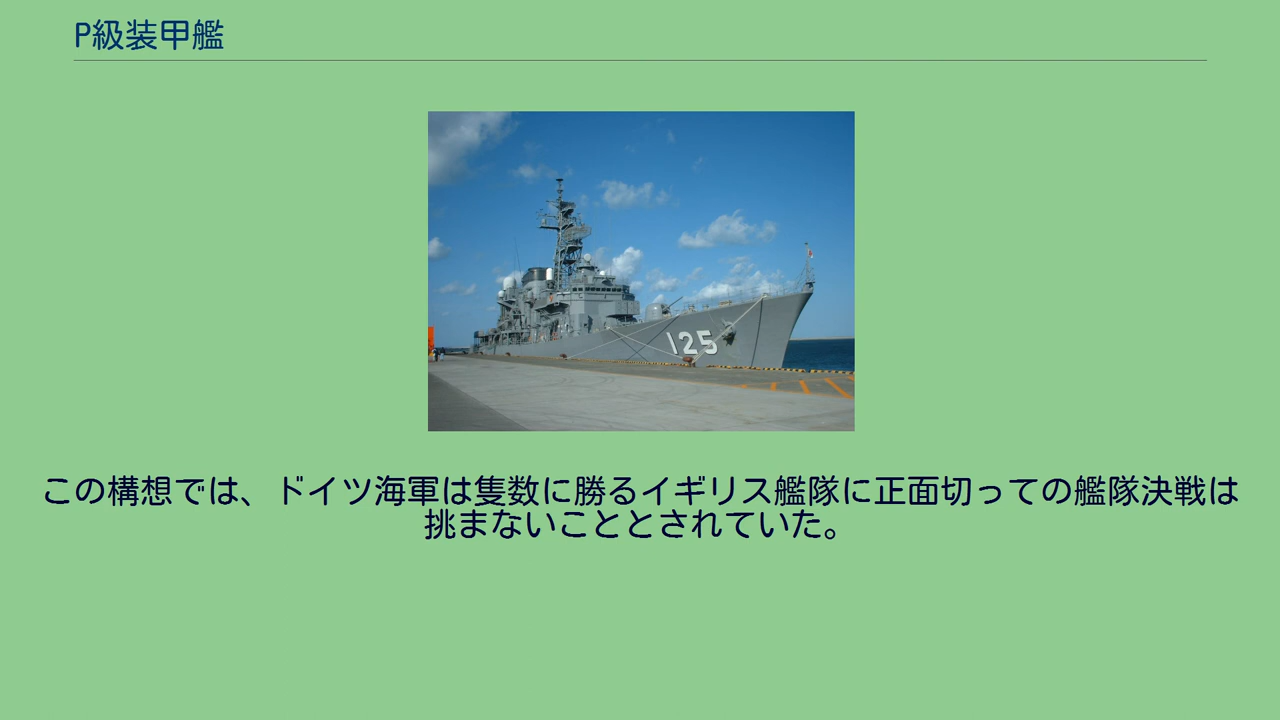 P級装甲艦
125
この構想では、ドイツ海軍は隻数に勝るイギリス艦隊に正面切っての艦隊決戦は
挑まないこととされていた。